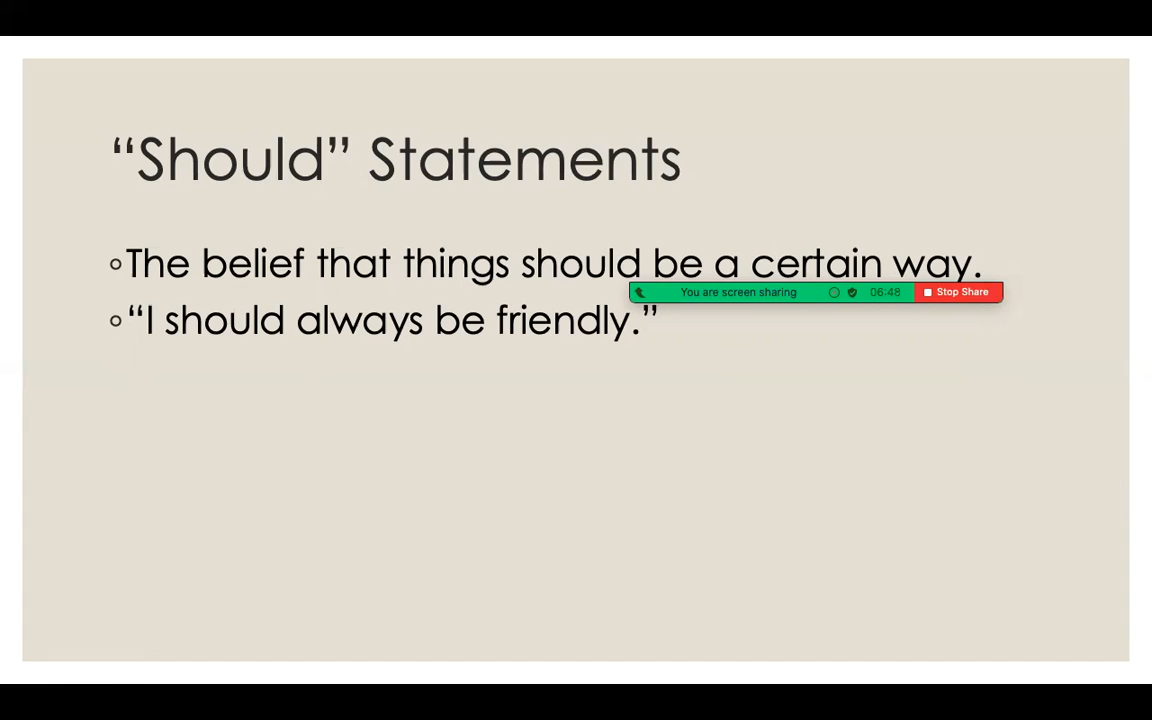 “Should” Statements
◦The belief that things should be a certain way.
You are screen sharing 06:48 Stop Share
◦“I should always be friendly.”